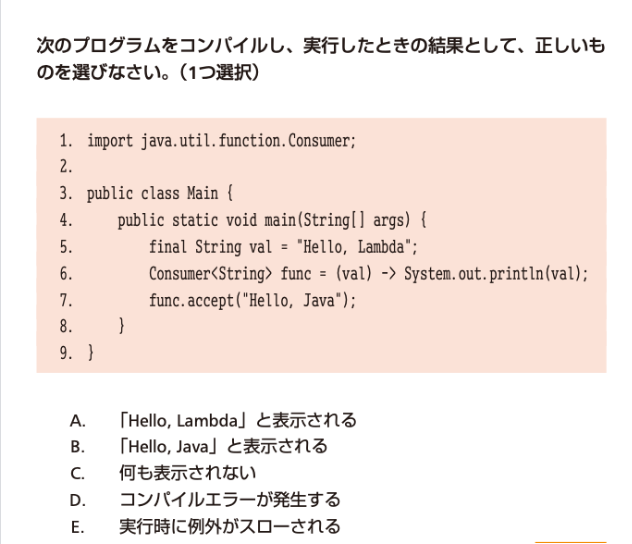 次のプログラムをコンパイルし、実行したときの結果として、正しいも
のを選びなさい。（1つ選択）
1. import java.util.function.Consumer;
2.
3. public class Main {
4.     public static void main(String[] args) {
5.         final String val = "Hello, Lambda";
6.         Consumer<String> func = (val) -> System.out.println(val);
7.         func.accept("Hello, Java");
8.     }
9. }
A. 「Hello, Lambda」と表示される
B. 「Hello, Java」と表示される
C. 何も表示されない
D. コンパイルエラーが発生する
E. 実行時に例外がスローされる